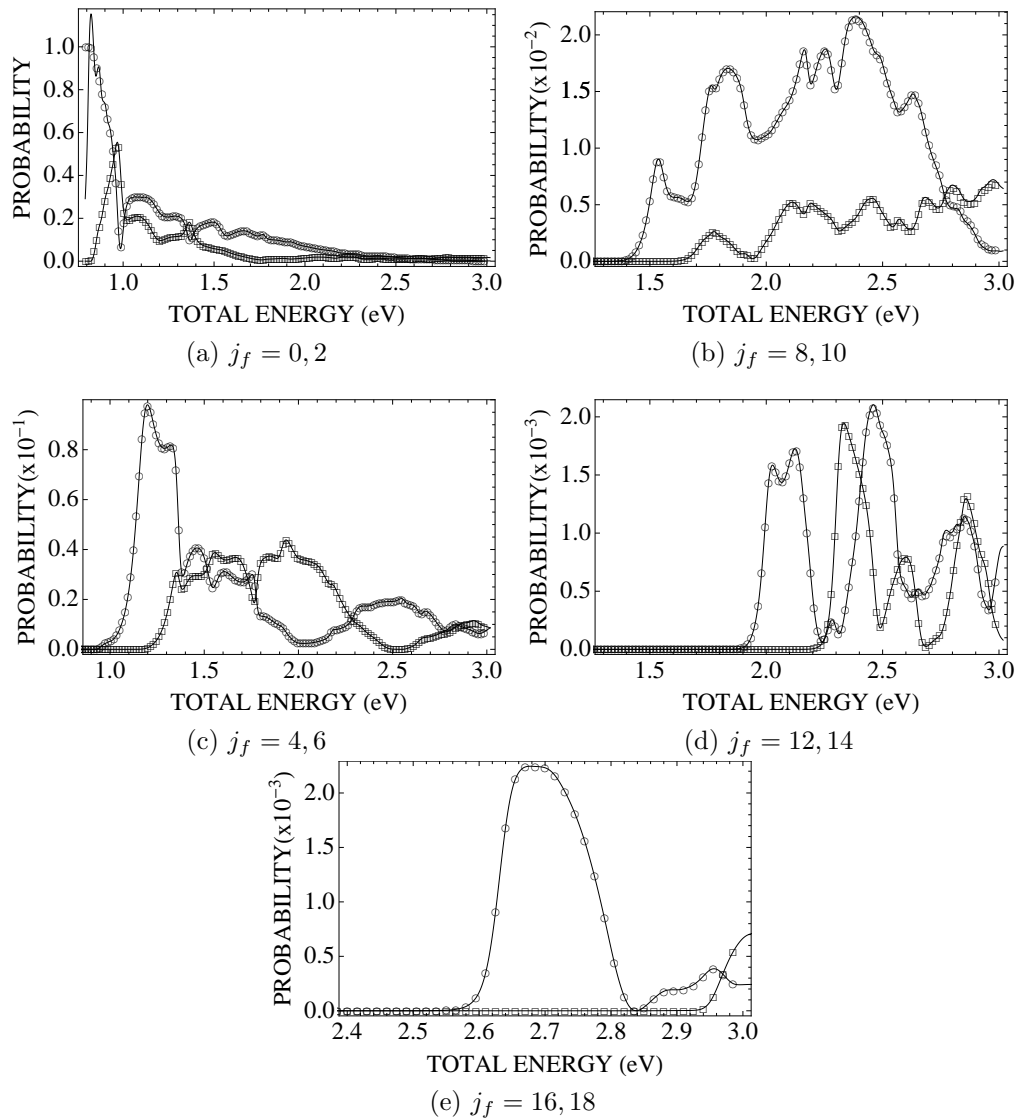 PROBABILITY
1.0
0.8
0.6
0.4
0.2
0.0
1.0 1.5 2.0 2.5 3.0
TOTAL ENERGY (eV)
(a) j_f = 0, 2
PROBABILITY(x10⁻²)
2.0
1.5
1.0
0.5
0.0
1.5 2.0 2.5 3.0
TOTAL ENERGY (eV)
(b) j_f = 8, 10
PROBABILITY(x10⁻¹)
0.8
0.6
0.4
0.2
0.0
1.0 1.5 2.0 2.5 3.0
TOTAL ENERGY (eV)
(c) j_f = 4, 6
PROBABILITY(x10⁻³)
2.0
1.5
1.0
0.5
0.0
1.5 2.0 2.5 3.0
TOTAL ENERGY (eV)
(d) j_f = 12, 14
PROBABILITY(x10⁻³)
2.0
1.5
1.0
0.5
0.0
2.4 2.5 2.6 2.7 2.8 2.9 3.0
TOTAL ENERGY (eV)
(e) j_f = 16, 18